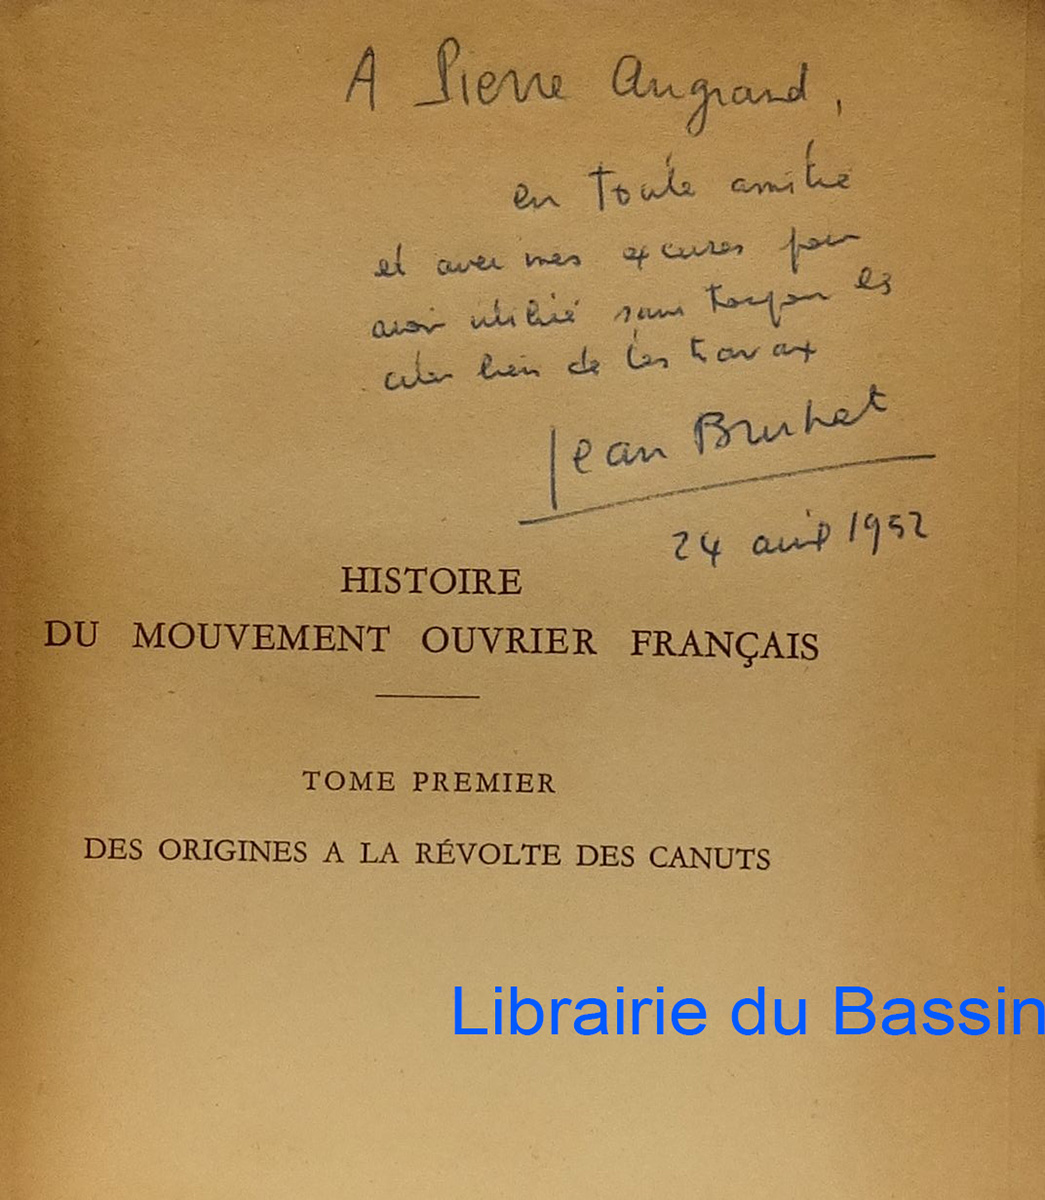 A Pierre Angrand,
en toute amitié
et avec mes excuses pour
avoir utilisé sans toujours les
citer bien de tes travaux
Jean Bruhat
24 avril 1952
HISTOIRE
DU MOUVEMENT OUVRIER FRANÇAIS
TOME PREMIER
DES ORIGINES A LA RÉVOLTE DES CANUTS
Librairie du Bassin